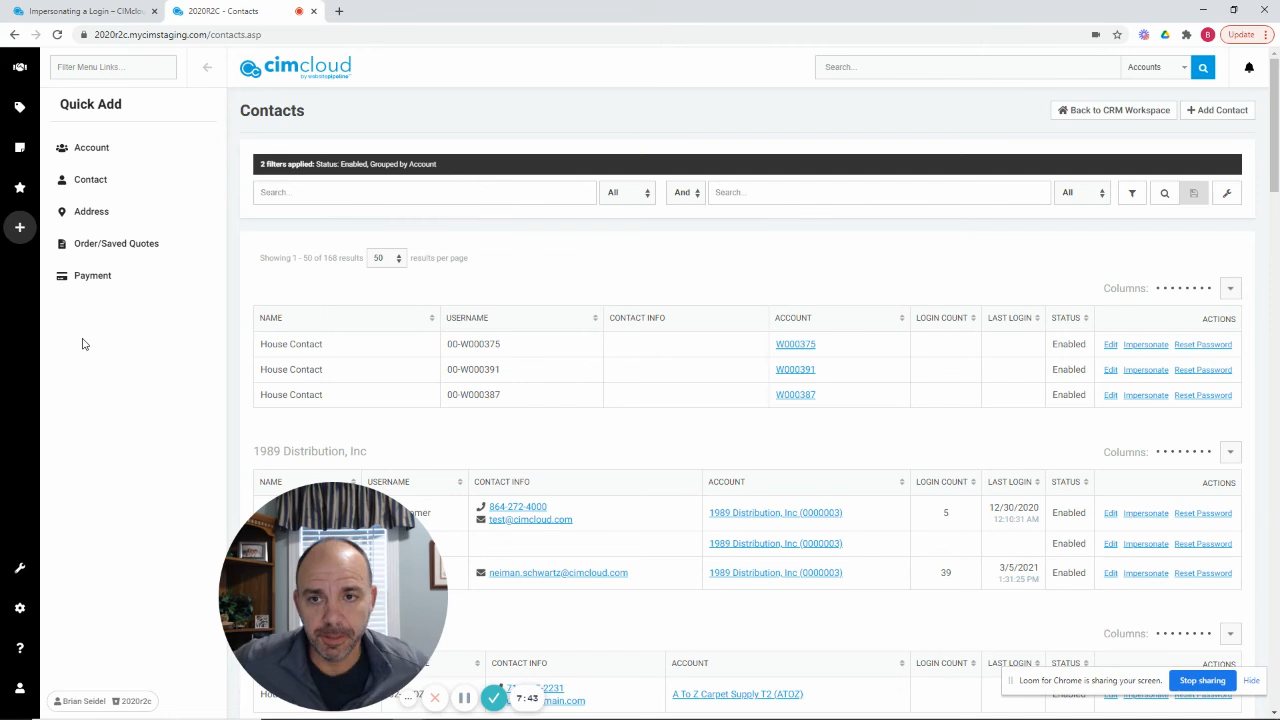 Impersonating a Login - CIMClou
2020R2C - Contacts
2020r2c.mycimstaging.com/contacts.asp
B
Update
Filter Menu Links...
cimcloud
by websitepipeline
Search...
Accounts
Quick Add
Contacts
Back to CRM Workspace
Add Contact
Account
Contact
Address
Order/Saved Quotes
Payment
2 filters applied: Status: Enabled, Grouped by Account
Search... All And Search... All
Showing 1 - 50 of 168 results 50 results per page
Columns:
NAME USERNAME CONTACT INFO ACCOUNT LOGIN COUNT LAST LOGIN STATUS ACTIONS
House Contact 00-W000375 W000375 Enabled Edit Impersonate Reset Password
House Contact 00-W000391 W000391 Enabled Edit Impersonate Reset Password
House Contact 00-W000387 W000387 Enabled Edit Impersonate Reset Password
1989 Distribution, Inc Columns:
NAME USERNAME CONTACT INFO ACCOUNT LOGIN COUNT LAST LOGIN STATUS ACTIONS
864-272-4000
omer 1989 Distribution, Inc (0000003) 5 12/30/2020 Enabled Edit Impersonate Reset Password
test@cimcloud.com 12:10:31 AM
1989 Distribution, Inc (0000003) Enabled Edit Impersonate Reset Password
neiman.schwartz@cimcloud.com 1989 Distribution, Inc (0000003) 39 3/5/2021 Enabled Edit Impersonate Reset Password
1:31:25 PM
Columns:
CONTACT INFO ACCOUNT LOGIN COUNT LAST LOGIN STATUS ACTIONS
2231
Hou A To Z Carpet Supply T2 (ATOZ)
main.com
7:43
Loom for Chrome is sharing your screen. Stop sharing Hide
Brian Seidel 2020r2c